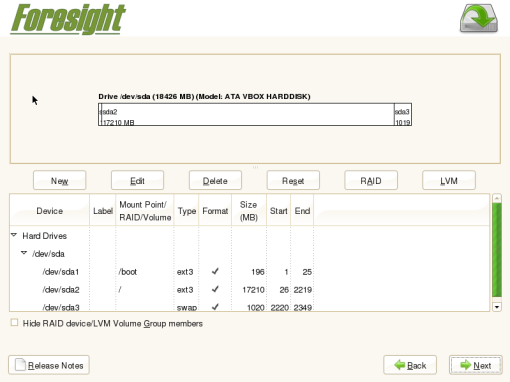 Foresight
Drive /dev/sda (18426 MB) (Model: ATA VBOX HARDDISK)
sda2 sda3
17210 MB 1019
New Edit Delete Reset RAID LVM
Device Label Mount Point/ RAID/Volume Type Format Size (MB) Start End
Hard Drives
/dev/sda
/dev/sda1 /boot ext3 196 1 25
/dev/sda2 / ext3 17210 26 2219
/dev/sda3 swap 1020 2220 2349
Hide RAID device/LVM Volume Group members
Release Notes Back Next